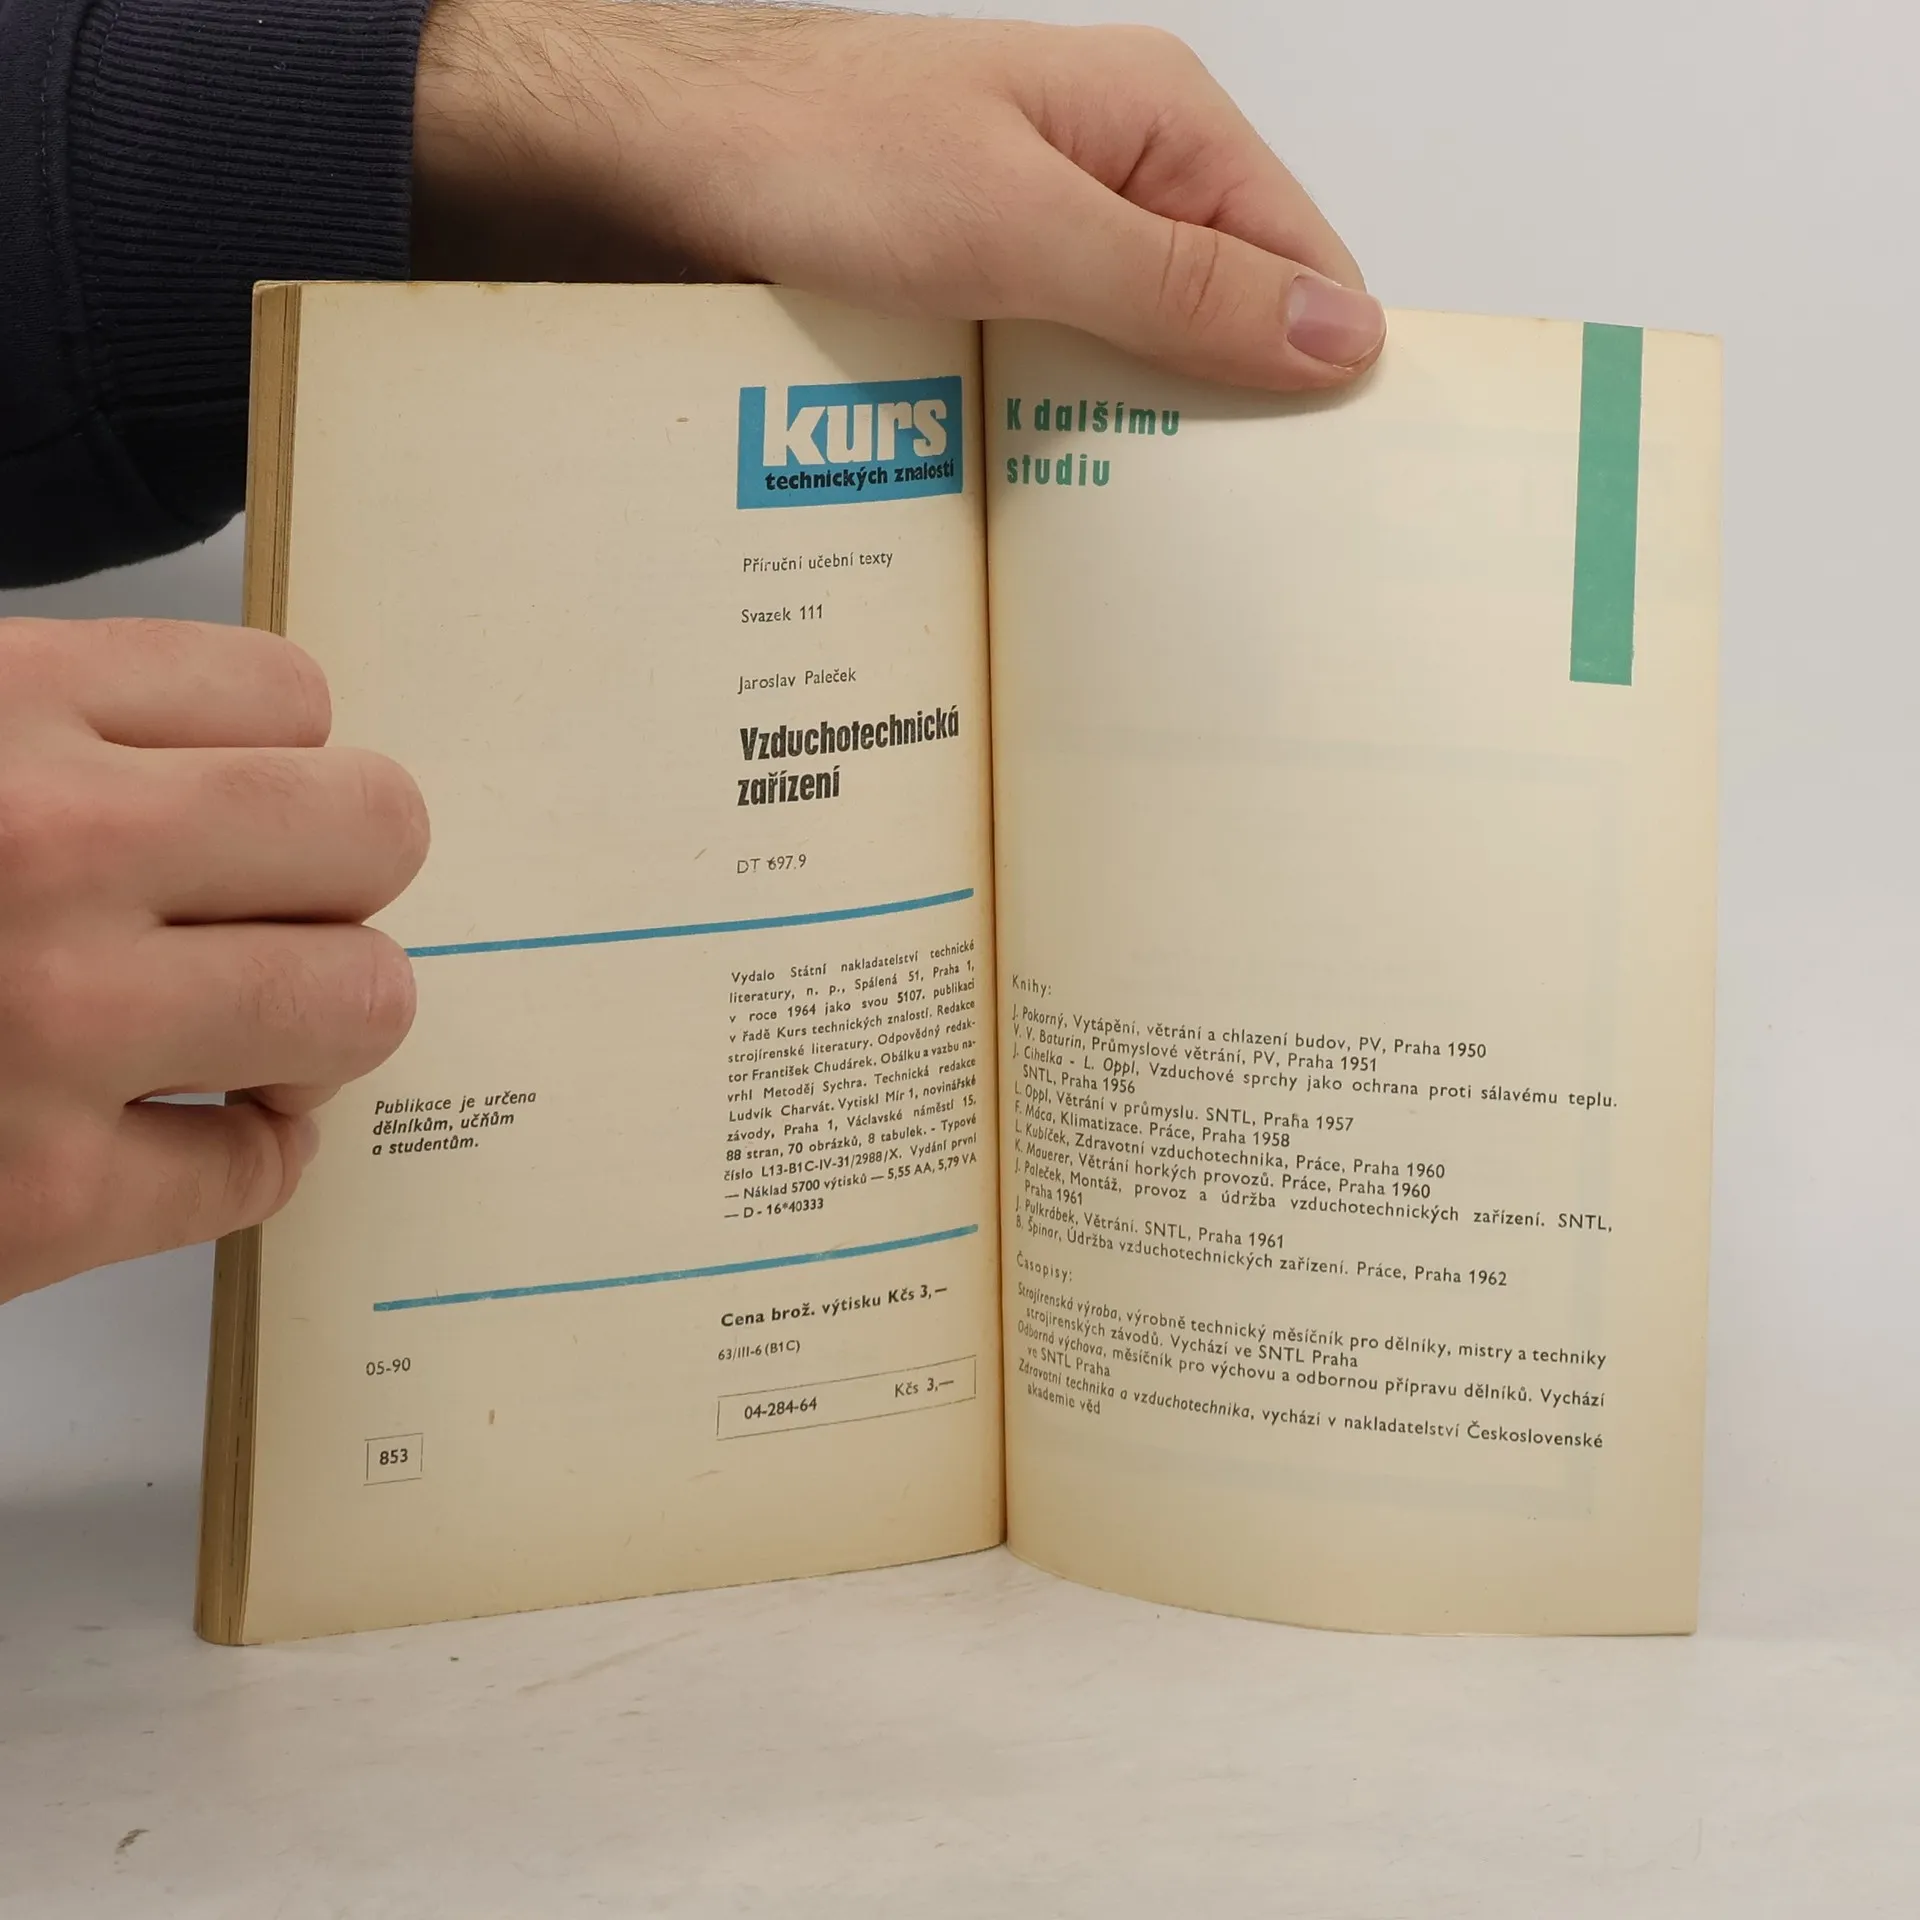 kurs
technických znalostí
Příruční učební texty
Svazek 111
Jaroslav Paleček
Vzduchotechnická
zařízení
DT 697.9
Vydalo Státní nakladatelství technické
literatury, n. p., Spálená 51, Praha 1,
v roce 1964 jako svou 5107. publikaci
v řadě Kurs technických znalostí. Redakce
strojírenské literatury. Odpovědný redak-
tor František Chudárek. Obálku a vazbu na-
vrhl Metoděj Sychra. Technická redakce
Ludvík Charvát. Vytiskl Mír 1, novinářské
závody, Praha 1, Václavské náměstí 15.
88 stran, 70 obrázků, 8 tabulek. - Typové
číslo L13-B1C-IV-31/2988/X. Vydání první
— Náklad 5700 výtisků — 5,55 AA, 5,79 VA
— D - 16*40333
Publikace je určena
dělníkům, učňům
a studentům.
Cena brož. výtisku Kčs 3,—
63/III-6 (B1C)
05-90
04-284-64 Kčs 3,—
853
K dalšímu
studiu
Knihy:
J. Pokorný, Vytápění, větrání a chlazení budov, PV, Praha 1950
V. V. Baturin, Průmyslové větrání, PV, Praha 1951
J. Cihelka - L. Oppl, Vzduchové sprchy jako ochrana proti sálavému teplu.
SNTL, Praha 1956
L. Oppl, Větrání v průmyslu. SNTL, Praha 1957
F. Máca, Klimatizace. Práce, Praha 1958
L. Kubíček, Zdravotní vzduchotechnika, Práce, Praha 1960
K. Mauerer, Větrání horkých provozů. Práce, Praha 1960
J. Paleček, Montáž, provoz a údržba vzduchotechnických zařízení. SNTL,
Praha 1961
J. Pulkrábek, Větrání. SNTL, Praha 1961
B. Špinar, Údržba vzduchotechnických zařízení. Práce, Praha 1962
Časopisy:
Strojírenská výroba, výrobně technický měsíčník pro dělníky, mistry a techniky
strojírenských závodů. Vychází ve SNTL Praha
Odborná výchova, měsíčník pro výchovu a odbornou přípravu dělníků. Vychází
ve SNTL Praha
Zdravotní technika a vzduchotechnika, vychází v nakladatelství Československé
akademie věd